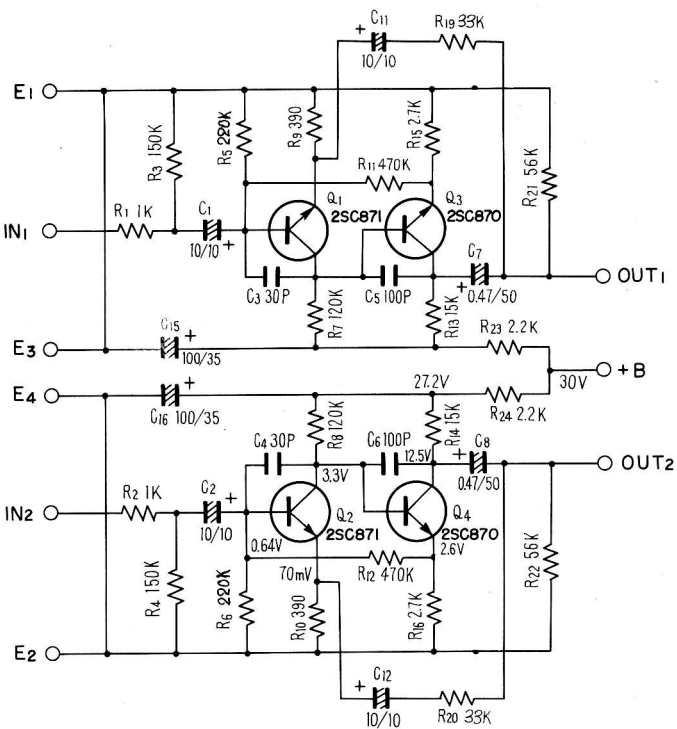 C11
+
10/10
R19 33K
E1
R3 150K
R5 220K
R9 390
R15 2.7K
R11 470K
R21 56K
Q1
2SC871
Q3
2SC870
IN1
R1 1K
C1
+
10/10
C3 30P
C5 100P
C7
+
0.47/50
OUT1
R7 120K
R13 15K
R23 2.2K
E3
C15
+
100/35
+B
30V
E4
C16 100/35
+
27.2V
R24 2.2K
R8 120K
R14 15K
C4 30P
C6 100P
12.5V
C8
+
0.47/50
OUT2
3.3V
R2 1K
C2
+
10/10
IN2
Q2
2SC871
Q4
2SC870
0.64V
2.6V
70mV
R12 470K
R4 150K
R6 220K
R10 390
R16 2.7K
R22 56K
E2
C12
+
10/10
R20 33K